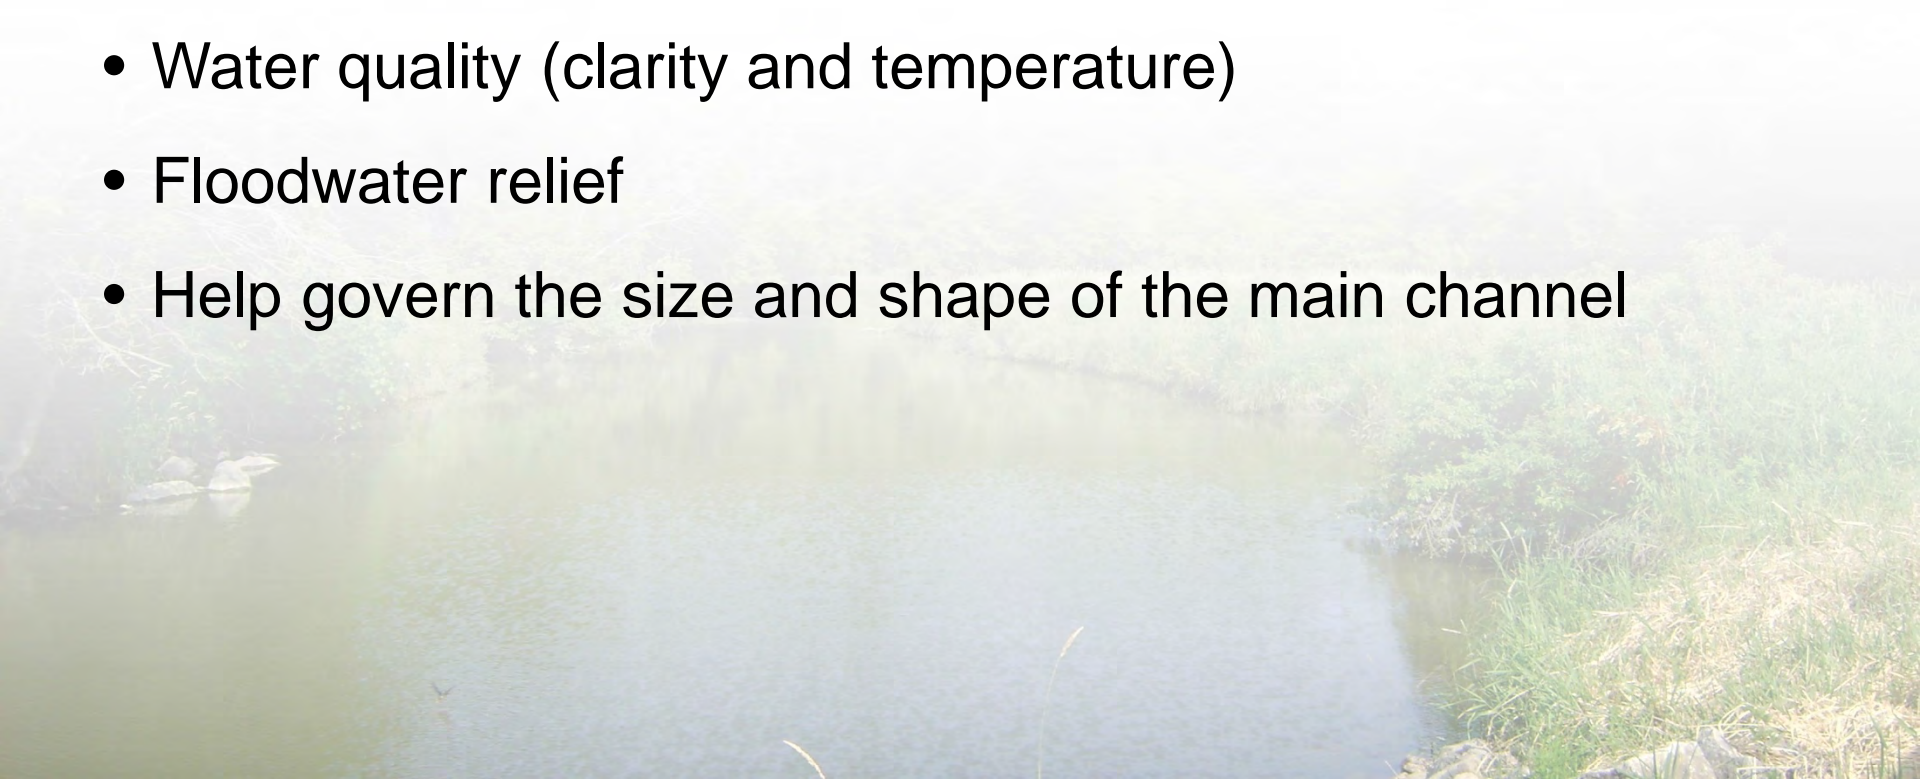 • Water quality (clarity and temperature)
• Floodwater relief
• Help govern the size and shape of the main channel